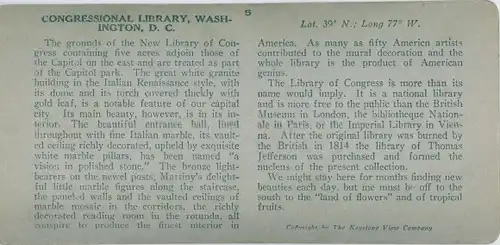 8
CONGRESSIONAL LIBRARY, WASH-
INGTON, D. C.
Lat. 39° N.; Long 77° W.
The grounds of the New Library of Con-
gress containing five acres adjoin those of
the Capitol on the east and are treated as part
of the Capitol park. The great white granite
building in the Italian Renaissance style, with
its dome and its torch covered thickly with
gold leaf, is a notable feature of our capital
city. Its main beauty, however, is in its in-
terior. The beautiful entrance hall, lined
throughout with fine Italian marble, its vault-
ed ceiling richly decorated, upheld by exquisite
white marble pillars, has been named "a
vision in polished stone." The bronze light-
bearers on the newel posts, Martiny's delight-
ful little marble figures along the staircase,
the paneled walls and the vaulted ceilings of
marble mosaic in the corridors, the richly
decorated reading room in the rotunda, all
conspire to produce the finest interior in
America. As many as fifty American artists
contributed to the mural decoration and the
whole library is the product of American
genius.
The Library of Congress is more than its
name would imply. It is a national library
and is more free to the public than the British
Museum in London, the bibliotheque Nation-
ale in Paris, or the Imperial Library in Vien-
na. After the original library was burned by
the British in 1814 the library of Thomas
Jefferson was purchased and formed the
nucleus of the present collection.
We might stay here for months finding new
beauties each day, but we must be off to the
south to the "land of flowers" and of tropical
fruits.
Copyright by The Keystone View Company